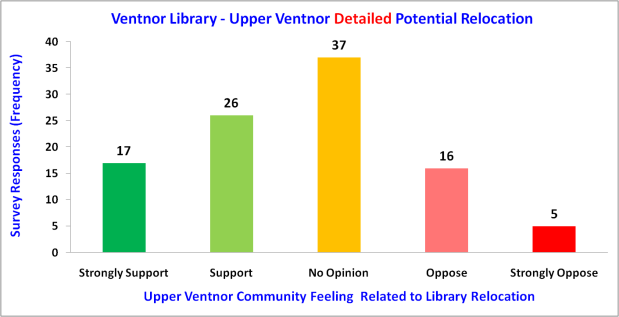 Ventnor Library - Upper Ventnor Detailed Potential Relocation
Survey Responses (Frequency)
40
35
30
25
20
15
10
5
0
17
26
37
16
5
Strongly Support
Support
No Opinion
Oppose
Strongly Oppose
Upper Ventnor Community Feeling Related to Library Relocation